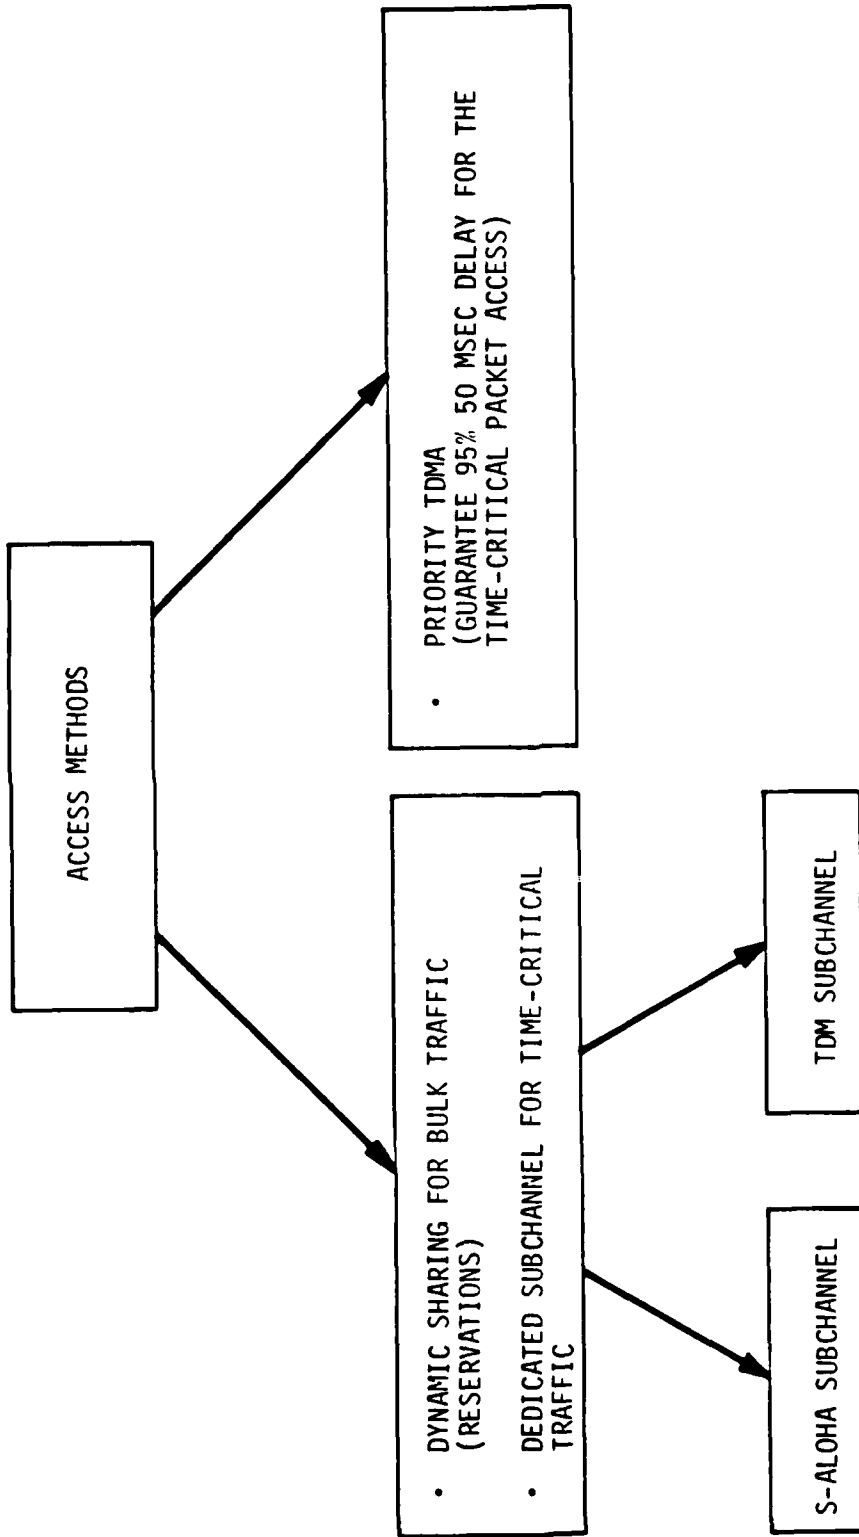 ACCESS METHODS
• DYNAMIC SHARING FOR BULK TRAFFIC
(RESERVATIONS)
• DEDICATED SUBCHANNEL FOR TIME-CRITICAL
TRAFFIC
• PRIORITY TDMA
(GUARANTEE 95% 50 MSEC DELAY FOR THE
TIME-CRITICAL PACKET ACCESS)
S-ALOHA SUBCHANNEL
TDM SUBCHANNEL